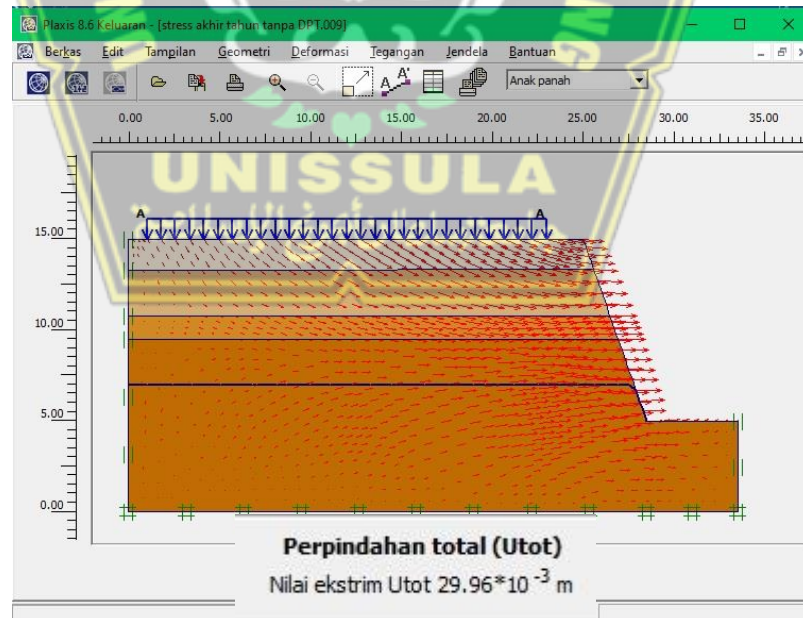 Plaxis 8.6 Keluaran - [stress akhir tahun tanpa DPT.009]
Berkas Edit Tampilan Geometri Deformasi Tegangan Jendela Bantuan
A A' Anak panah
0.00 5.00 10.00 15.00 20.00 25.00 30.00 35.00
UNISSULA
A A
15.00
10.00
5.00
0.00
Perpindahan total (Utot)
Nilai ekstrim Utot 29.96*10 -3 m